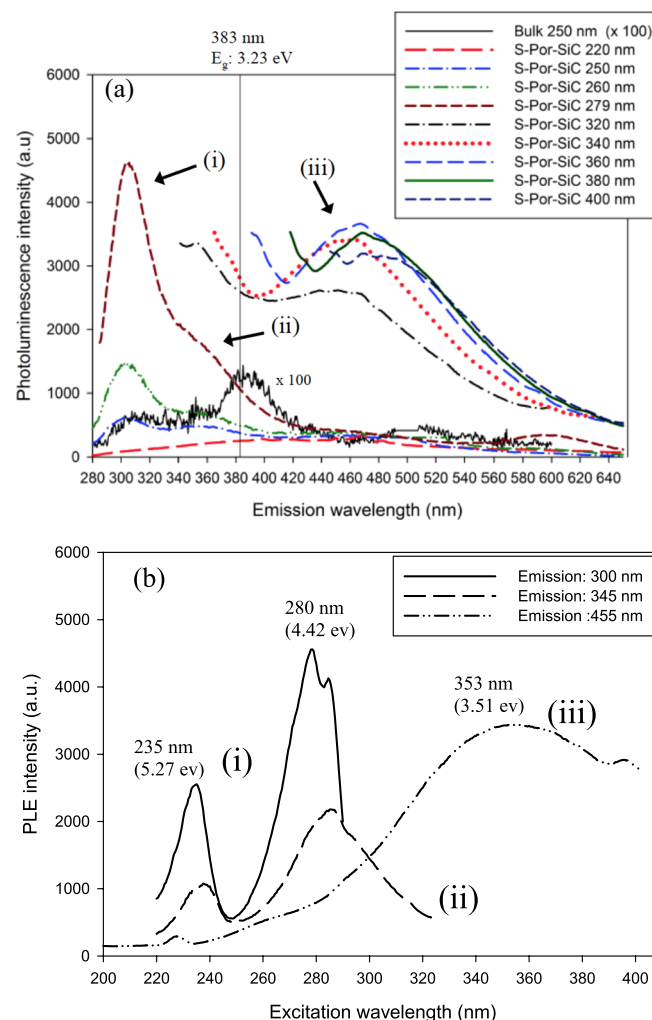 383 nm
Eg: 3.23 eV
Bulk 250 nm (x 100)
S-Por-SiC 220 nm
S-Por-SiC 250 nm
S-Por-SiC 260 nm
S-Por-SiC 279 nm
S-Por-SiC 320 nm
S-Por-SiC 340 nm
S-Por-SiC 360 nm
S-Por-SiC 380 nm
S-Por-SiC 400 nm
(a)
(i)
(ii)
(iii)
x 100
Photoluminescence intensity (a.u)
6000
5000
4000
3000
2000
1000
0
280 300 320 340 360 380 400 420 440 460 480 500 520 540 560 580 600 620 640
Emission wavelength (nm)
(b)
Emission: 300 nm
Emission: 345 nm
Emission :455nm
280 nm
(4.42 ev)
353 nm
(3.51 ev)
(iii)
235 nm
(5.27 ev)
(i)
(ii)
PLE intensity (a.u.)
6000
5000
4000
3000
2000
1000
0
200 220 240 260 280 300 320 340 360 380 400
Excitation wavelength (nm)